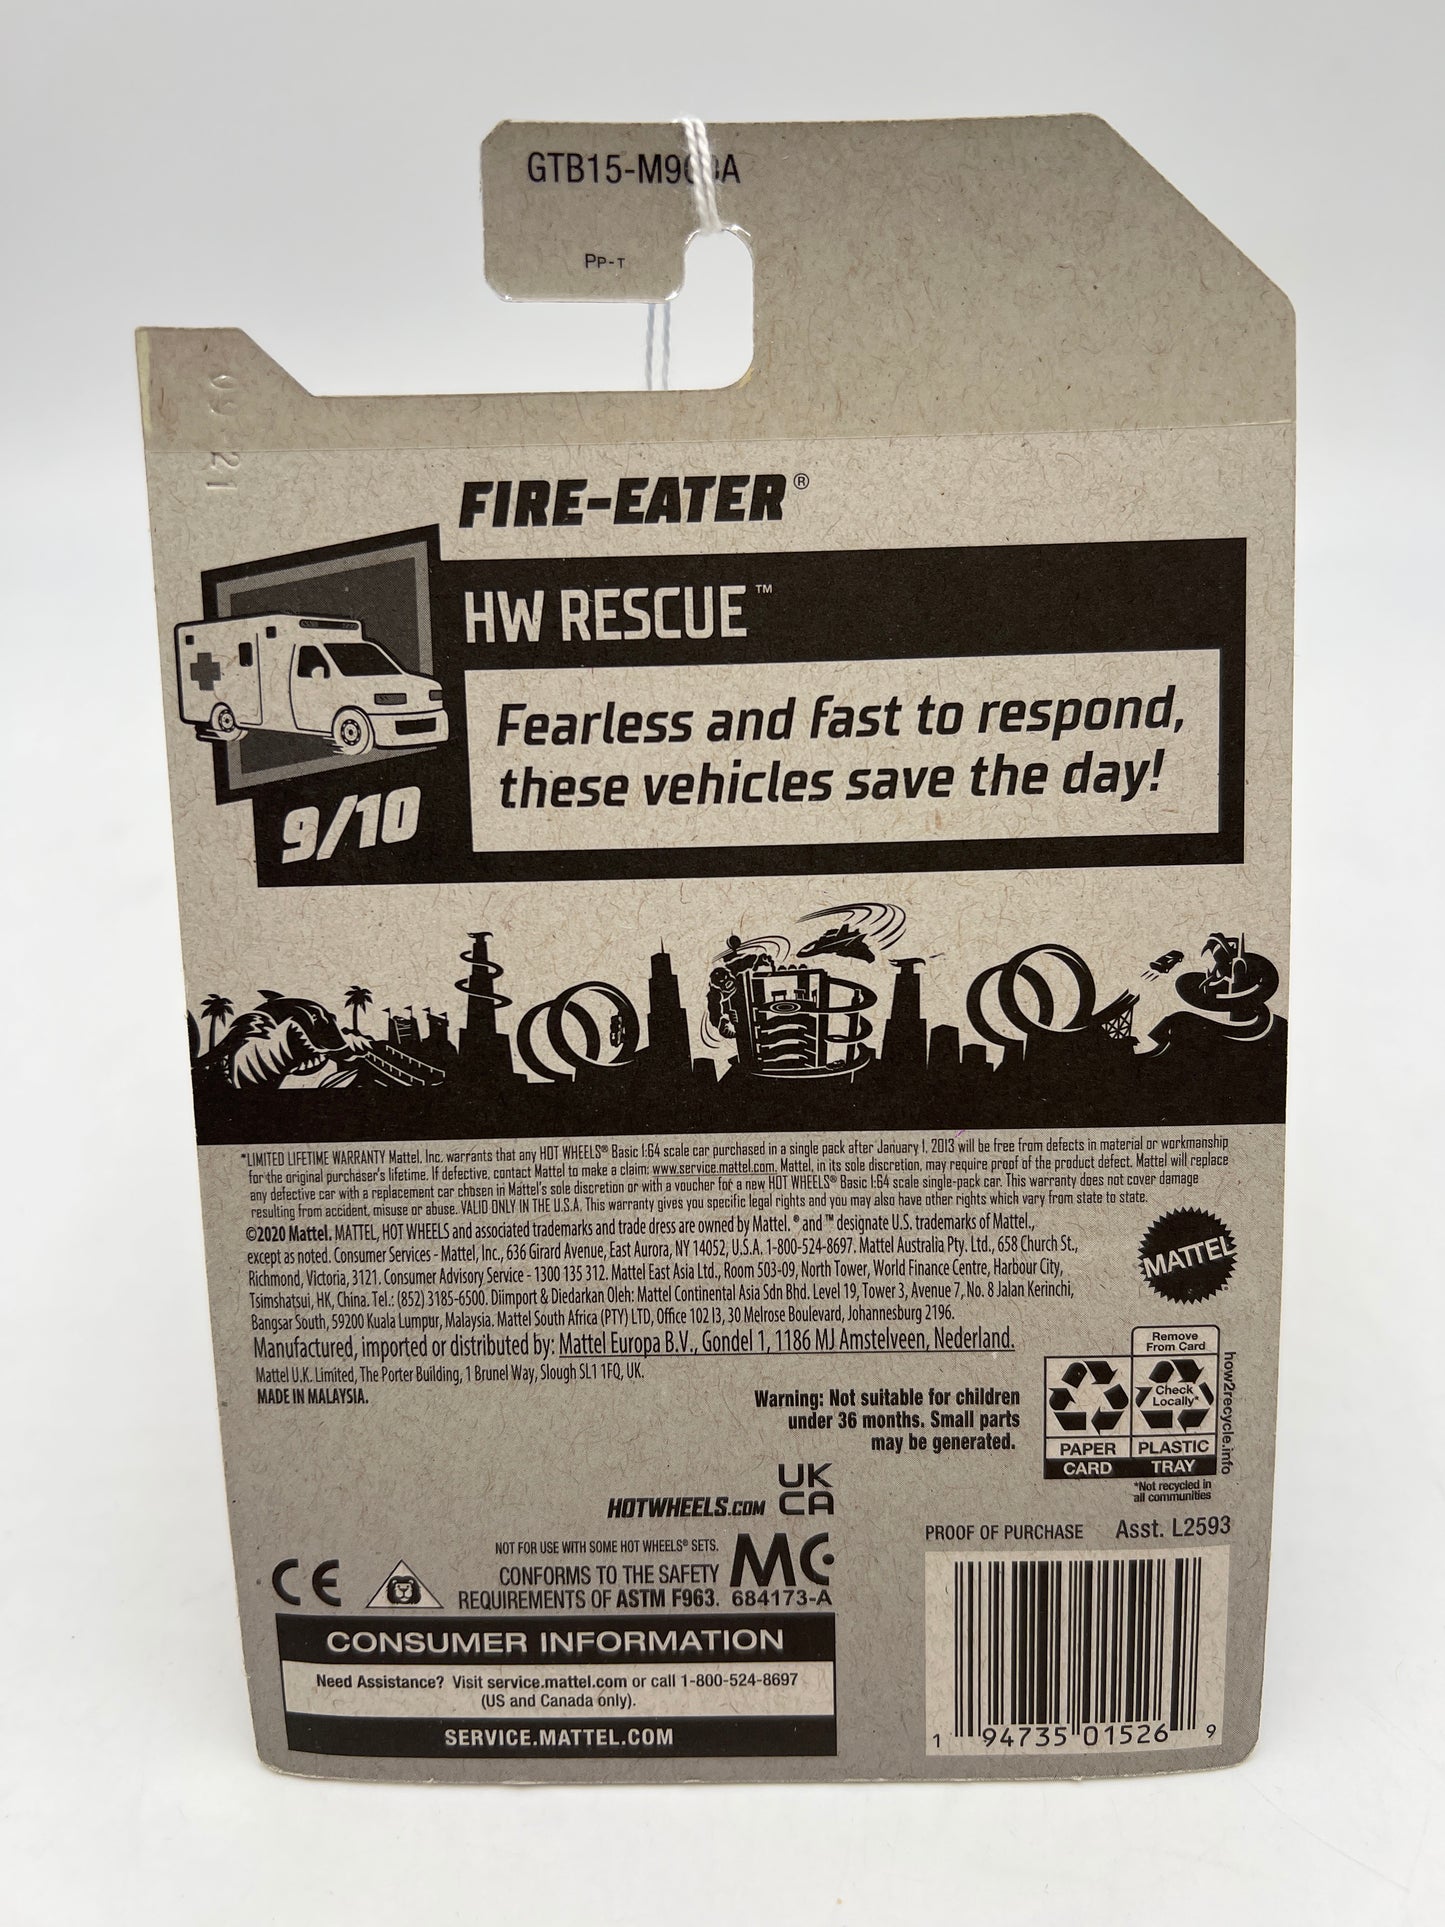 GTB15-M9 A
PP-T
09 21
FIRE-EATER®
HW RESCUE™
Fearless and fast to respond,
these vehicles save the day!
9/10
*LIMITED LIFETIME WARRANTY Mattel, Inc. warrants that any HOT WHEELS® Basic 1:64 scale car purchased in a single pack after January 1, 2013 will be free from defects in material or workmanship
for the original purchaser's lifetime. If defective, contact Mattel to make a claim: www.service.mattel.com. Mattel, in its sole discretion, may require proof of the product defect. Mattel will replace
any defective car with a replacement car chosen in Mattel's sole discretion or with a voucher for a new HOT WHEELS® Basic 1:64 scale single-pack car. This warranty does not cover damage
resulting from accident, misuse or abuse. VALID ONLY IN THE U.S.A. This warranty gives you specific legal rights and you may also have other rights which vary from state to state.
©2020 Mattel. MATTEL, HOT WHEELS and associated trademarks and trade dress are owned by Mattel. ® and ™ designate U.S. trademarks of Mattel.,
except as noted. Consumer Services - Mattel, Inc., 636 Girard Avenue, East Aurora, NY 14052, U.S.A. 1-800-524-8697. Mattel Australia Pty. Ltd., 658 Church St.,
Richmond, Victoria, 3121. Consumer Advisory Service - 1300 135 312. Mattel East Asia Ltd., Room 503-09, North Tower, World Finance Centre, Harbour City,
Tsimshatsui, HK, China. Tel.: (852) 3185-6500. Diimport & Diedarkan Oleh: Mattel Continental Asia Sdn Bhd. Level 19, Tower 3, Avenue 7, No. 8 Jalan Kerinchi,
Bangsar South, 59200 Kuala Lumpur, Malaysia. Mattel South Africa (PTY) LTD, Office 102 I3, 30 Melrose Boulevard, Johannesburg 2196.
Manufactured, imported or distributed by: Mattel Europa B.V., Gondel 1, 1186 MJ Amstelveen, Nederland.
Mattel U.K. Limited, The Porter Building, 1 Brunel Way, Slough SL1 1FQ, UK.
MADE IN MALAYSIA.
MATTEL
Warning: Not suitable for children
under 36 months. Small parts
may be generated.
Remove
From Card
Check
Locally*
PAPER
CARD
PLASTIC
TRAY
how2recycle.info
*Not recycled in
all communities
HOTWHEELS.COM
UK
CA
NOT FOR USE WITH SOME HOT WHEELS® SETS.
CONFORMS TO THE SAFETY
REQUIREMENTS OF ASTM F963.
CE
MC
684173-A
PROOF OF PURCHASE Asst. L2593
CONSUMER INFORMATION
Need Assistance? Visit service.mattel.com or call 1-800-524-8697
(US and Canada only).
SERVICE.MATTEL.COM
1 94735 01526 9